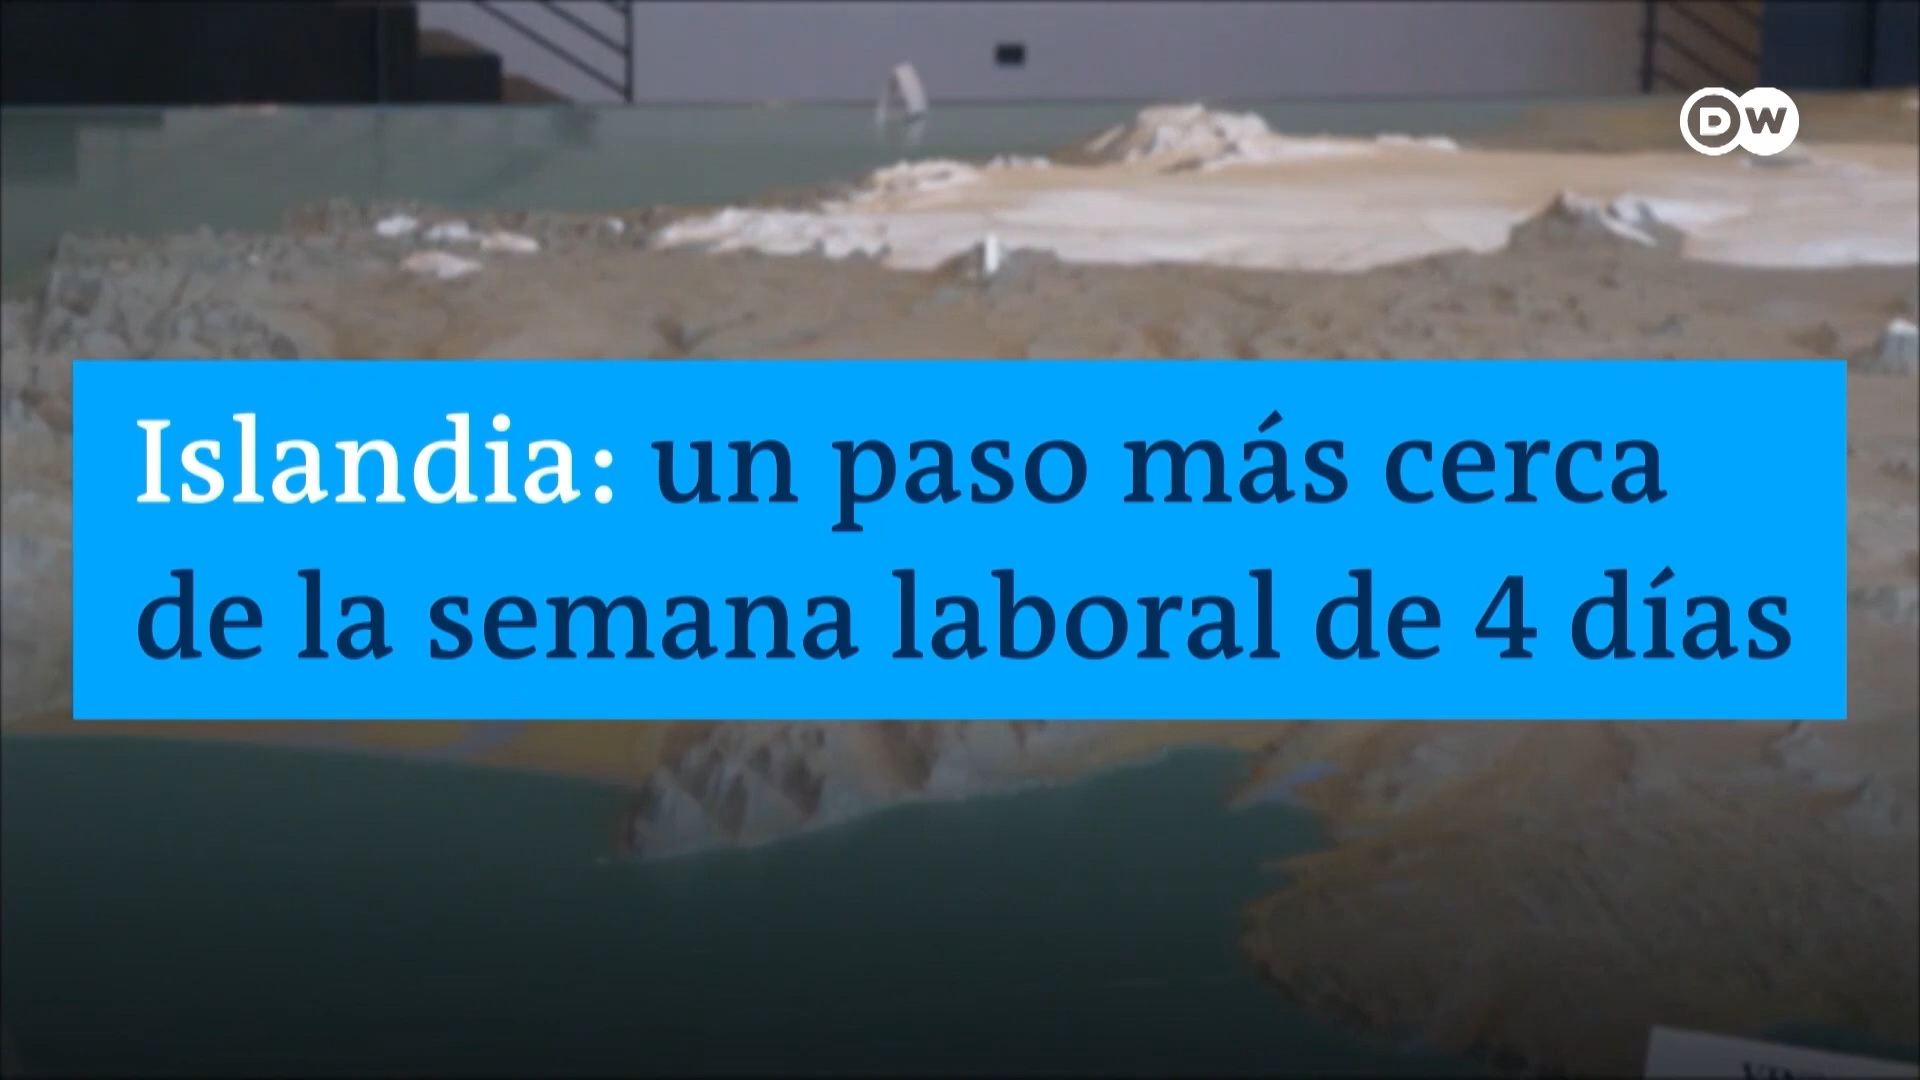 DW
Islandia: un paso más cerca
de la semana laboral de 4 días